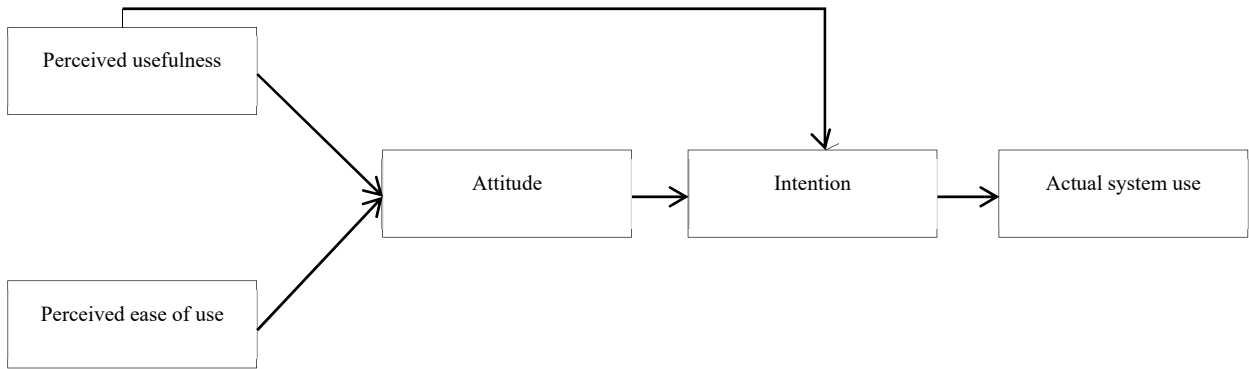 Perceived usefulness
Attitude
Intention
Actual system use
Perceived ease of use